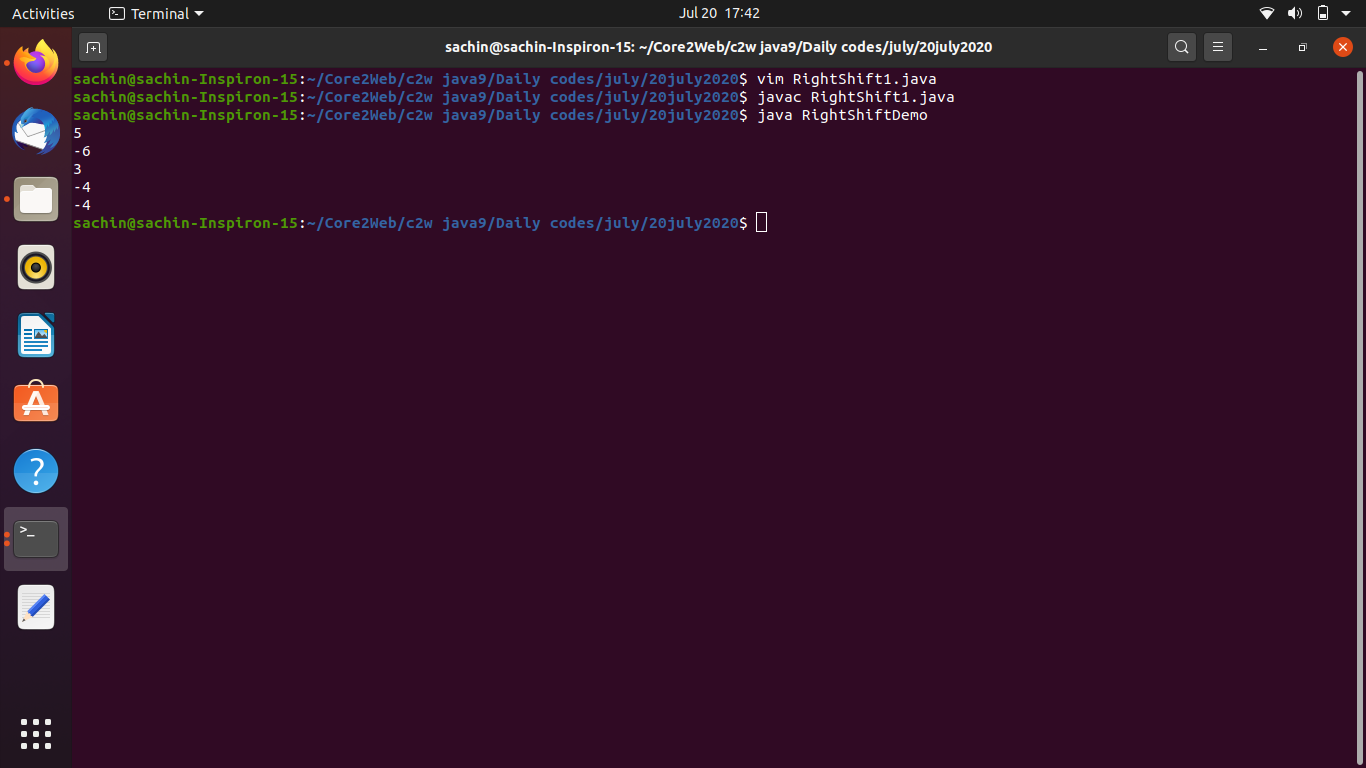 Activities
Terminal
Jul 20 17:42
sachin@sachin-Inspiron-15: ~/Core2Web/c2w java9/Daily codes/july/20july2020
sachin@sachin-Inspiron-15:~/Core2Web/c2w java9/Daily codes/july/20july2020$ vim RightShift1.java
sachin@sachin-Inspiron-15:~/Core2Web/c2w java9/Daily codes/july/20july2020$ javac RightShift1.java
sachin@sachin-Inspiron-15:~/Core2Web/c2w java9/Daily codes/july/20july2020$ java RightShiftDemo
5
-6
3
-4
-4
sachin@sachin-Inspiron-15:~/Core2Web/c2w java9/Daily codes/july/20july2020$